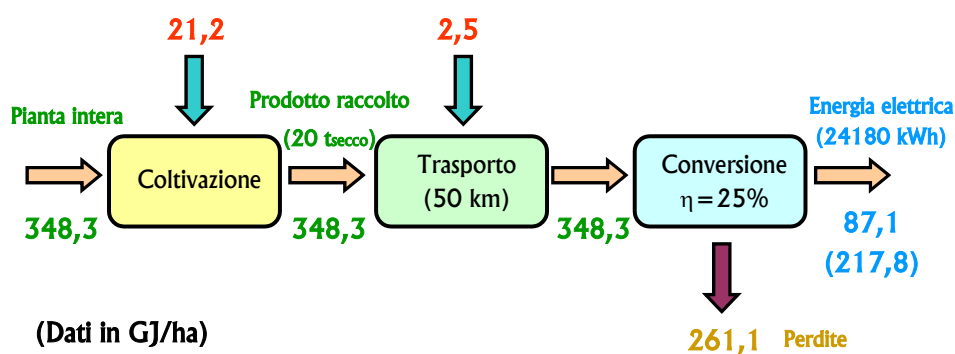 21,2
2,5
Pianta intera
Prodotto raccolto
(20 tsecco)
Energia elettrica
(24180 kWh)
Coltivazione
Trasporto
(50 km)
Conversione
η=25%
348,3
348,3
348,3
87,1
(217,8)
(Dati in GJ/ha)
261,1 Perdite